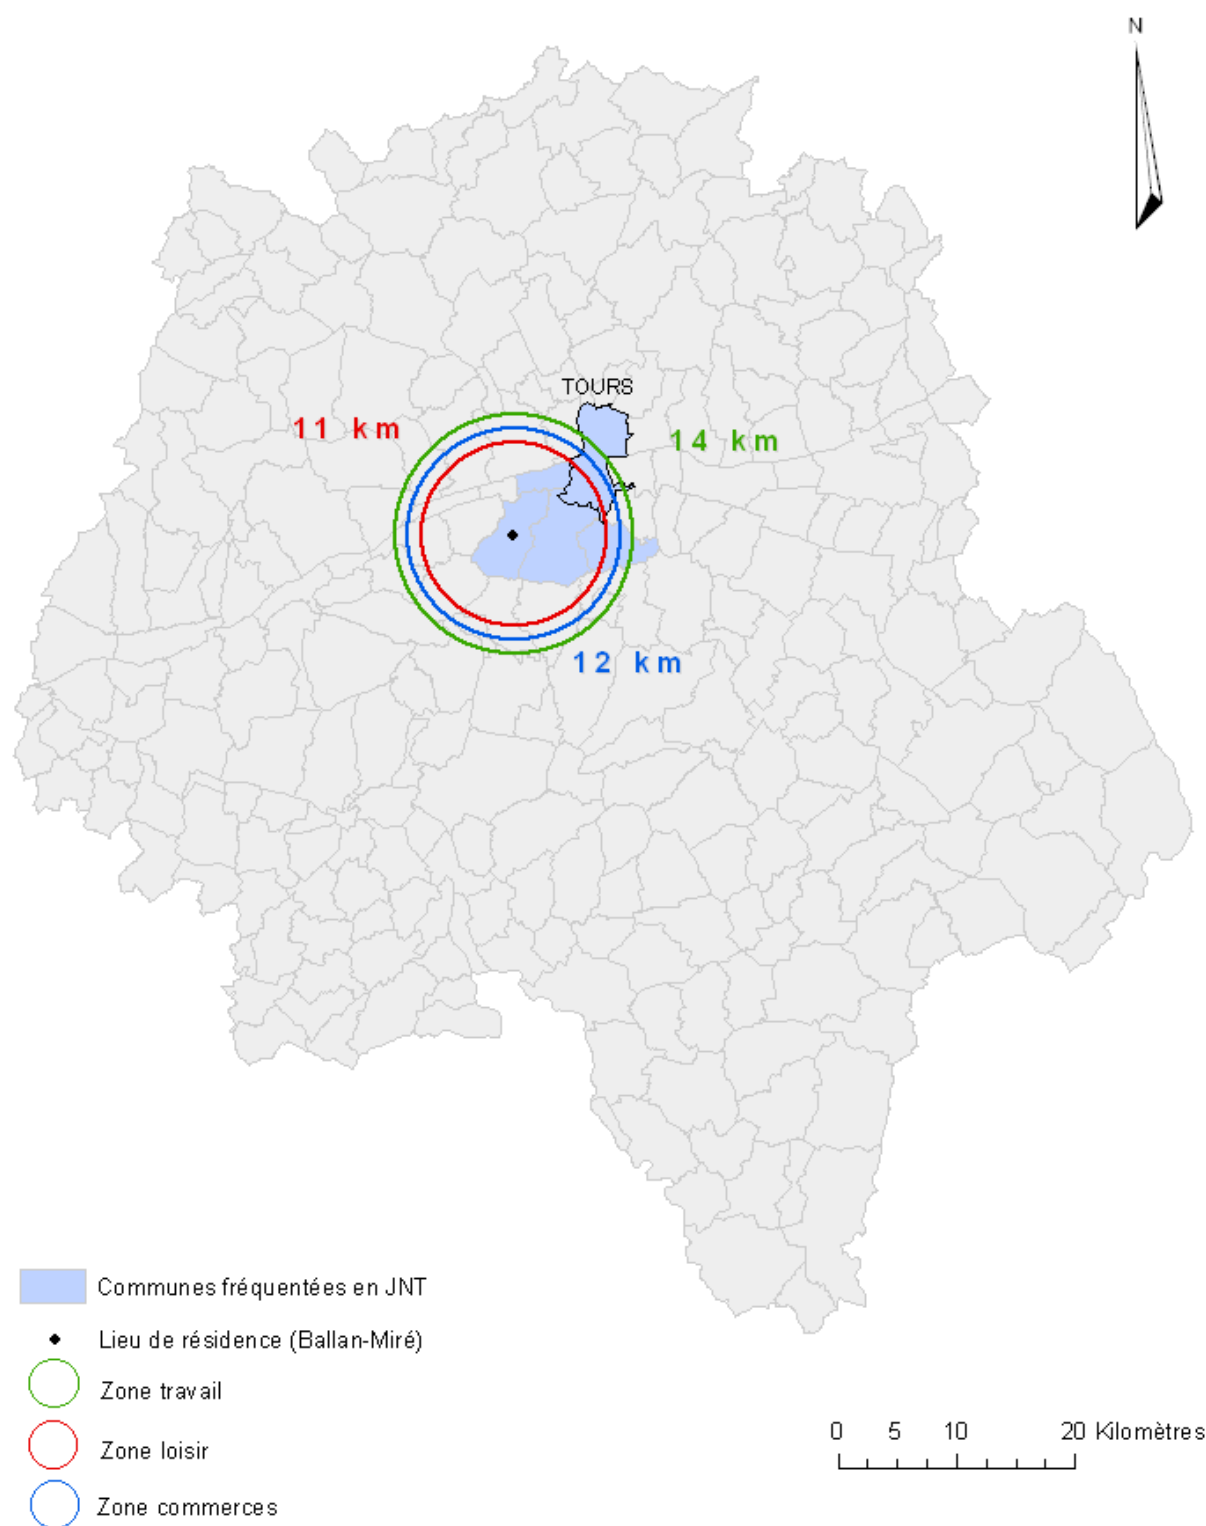 N
TOURS
11 km
14 km
12 km
Communes fréquentées en JNT
Lieu de résidence (Ballan-Miré)
Zone travail
Zone loisir
Zone commerces
0 5 10 20 Kilomètres